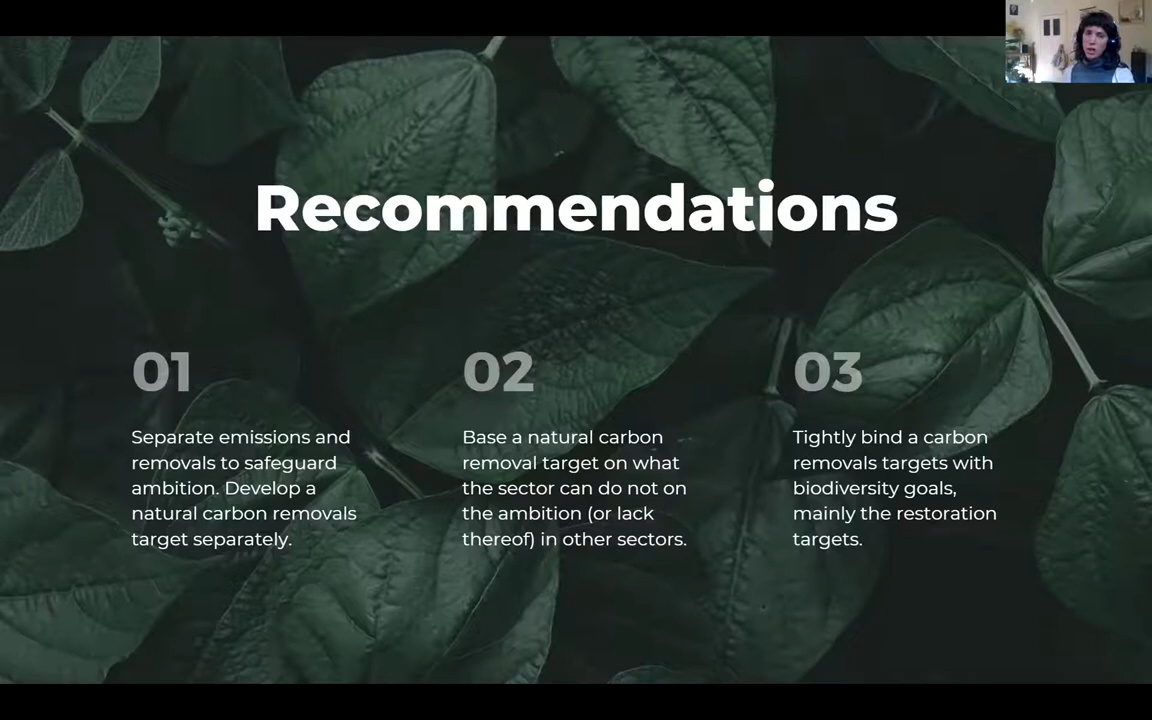 Recommendations
01
Separate emissions and
removals to safeguard
ambition. Develop a
natural carbon removals
target separately.
02
Base a natural carbon
removal target on what
the sector can do not on
the ambition (or lack
thereof) in other sectors.
03
Tightly bind a carbon
removals targets with
biodiversity goals,
mainly the restoration
targets.